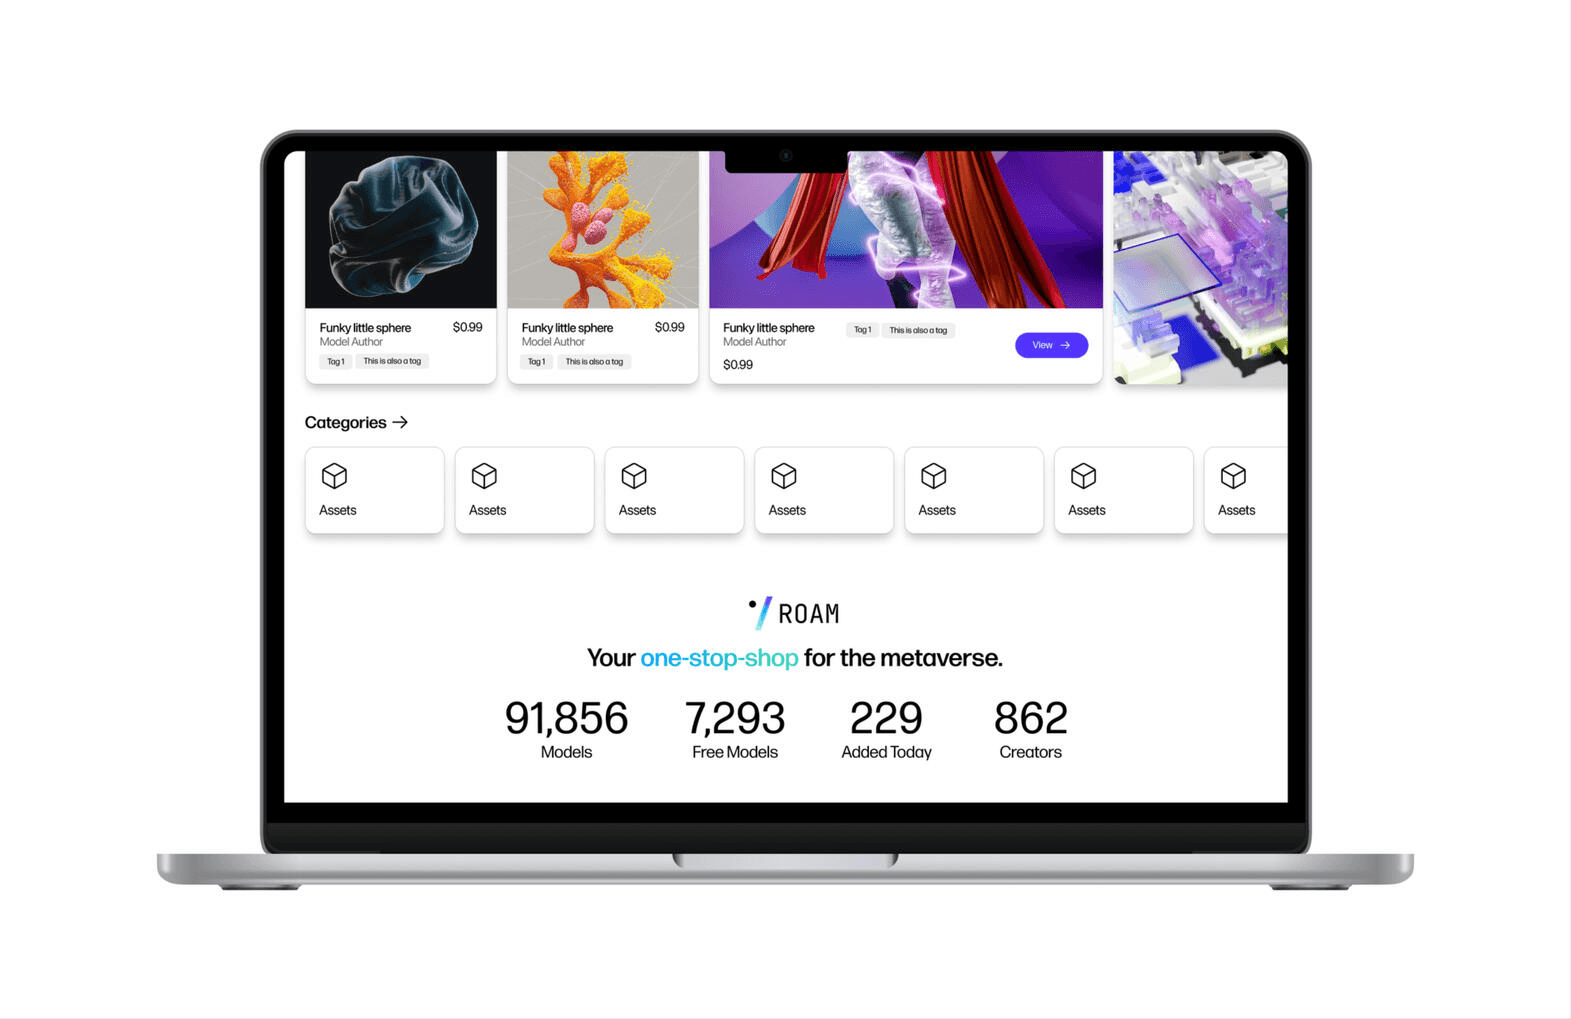 Funky little sphere $0.99
Model Author
Tag 1 This is also a tag
Funky little sphere $0.99
Model Author
Tag 1 This is also a tag
Funky little sphere Tag 1 This is also a tag
Model Author
$0.99
View →
Categories →
Assets
Assets
Assets
Assets
Assets
Assets
Assets
ROAM
Your one-stop-shop for the metaverse.
91,856
Models
7,293
Free Models
229
Added Today
862
Creators